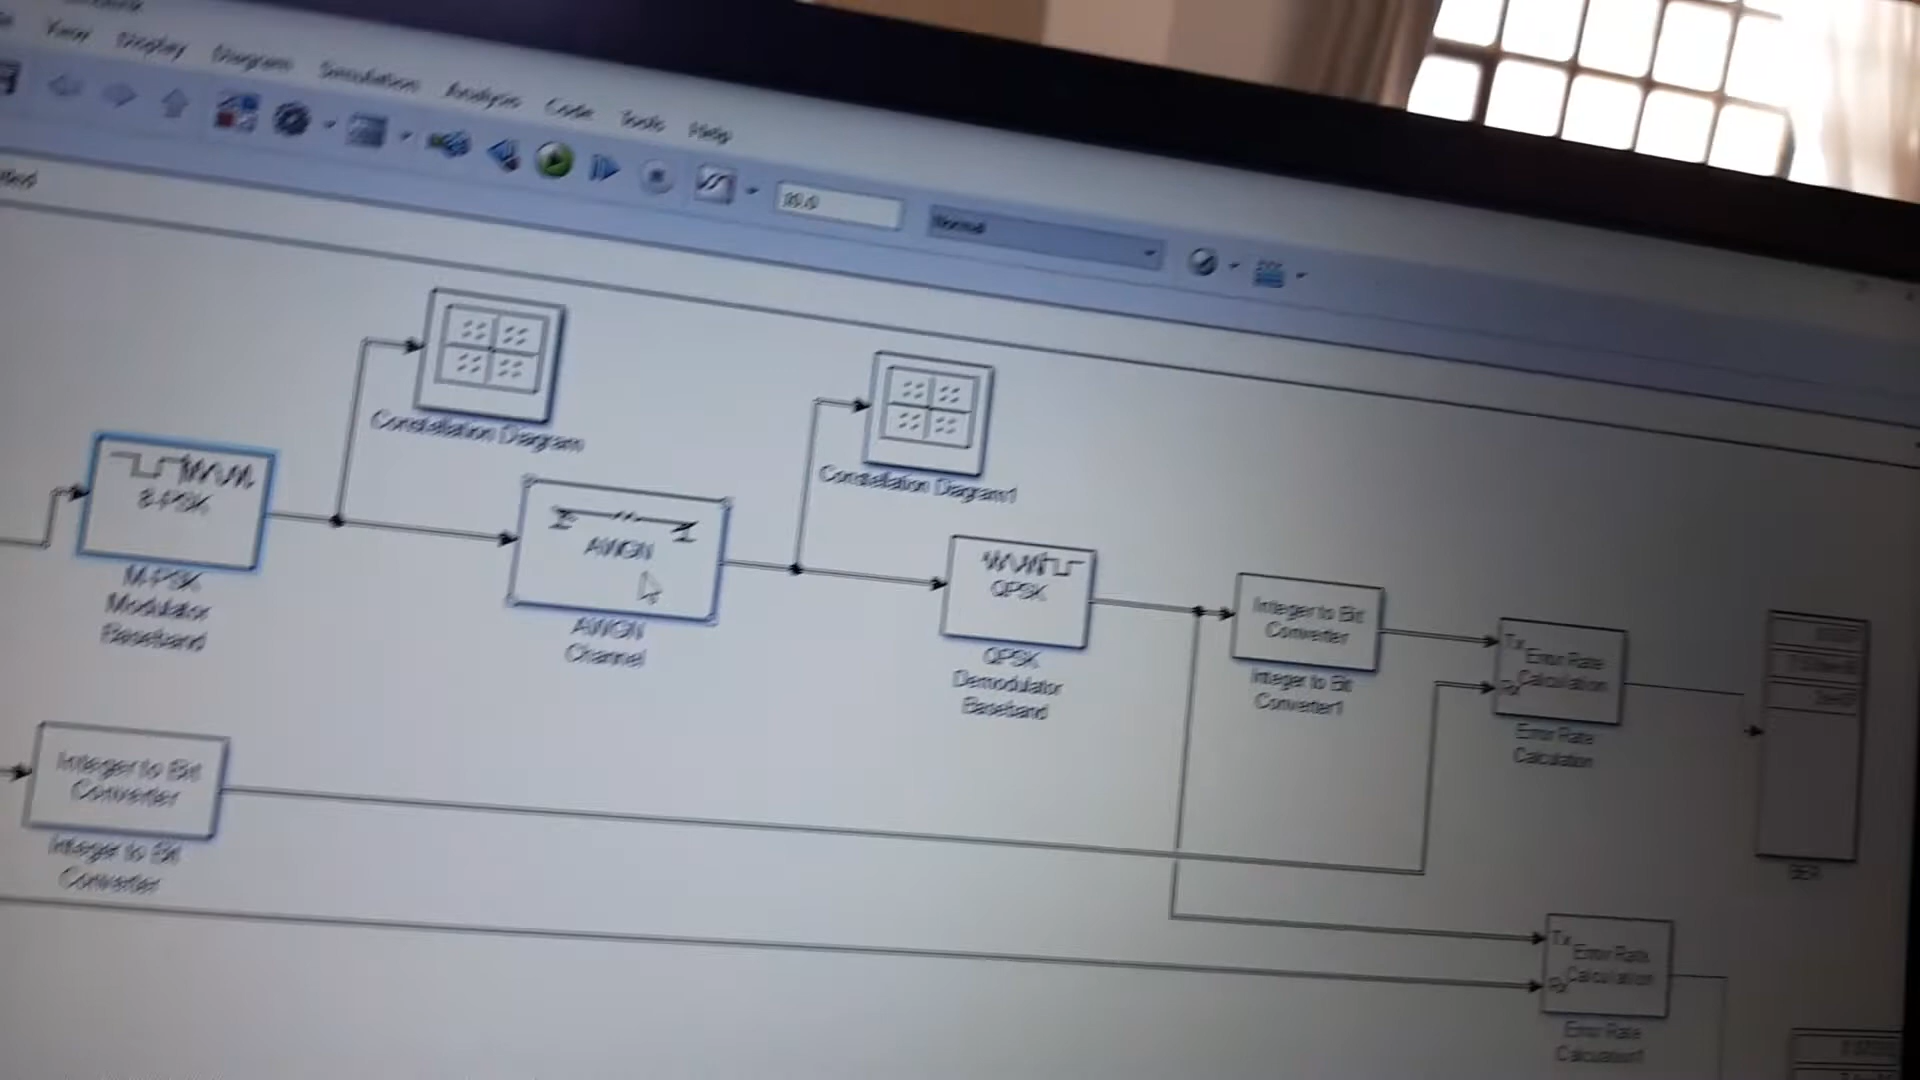 View Display Diagram Simulation Analysis Code Tools Help
10.0
Normal
Constellation Diagram
Constellation Diagram1
8-PSK
M-PSK
Modulator
Baseband
AWGN
AWGN
Channel
QPSK
QPSK
Demodulator
Baseband
Integer to Bit
Converter
Integer to Bit
Converter1
Tx
Error Rate
Calculation
Rx
Error Rate
Calculation
BER
Integer to Bit
Converter
Integer to Bit
Converter
Tx
Error Rate
Calculation
Rx
Error Rate
Calculation1